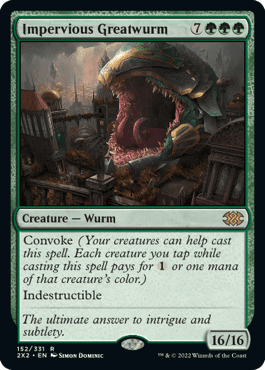 Impervious Greatwurm 7
Creature — Wurm
Convoke (Your creatures can help cast
this spell. Each creature you tap while
casting this spell pays for 1 or one mana
of that creature's color.)
Indestructible
The ultimate answer to intrigue and
subtlety.
16/16
152/331 R
2X2 • EN SIMON DOMINIC
™ & © 2022 Wizards of the Coast